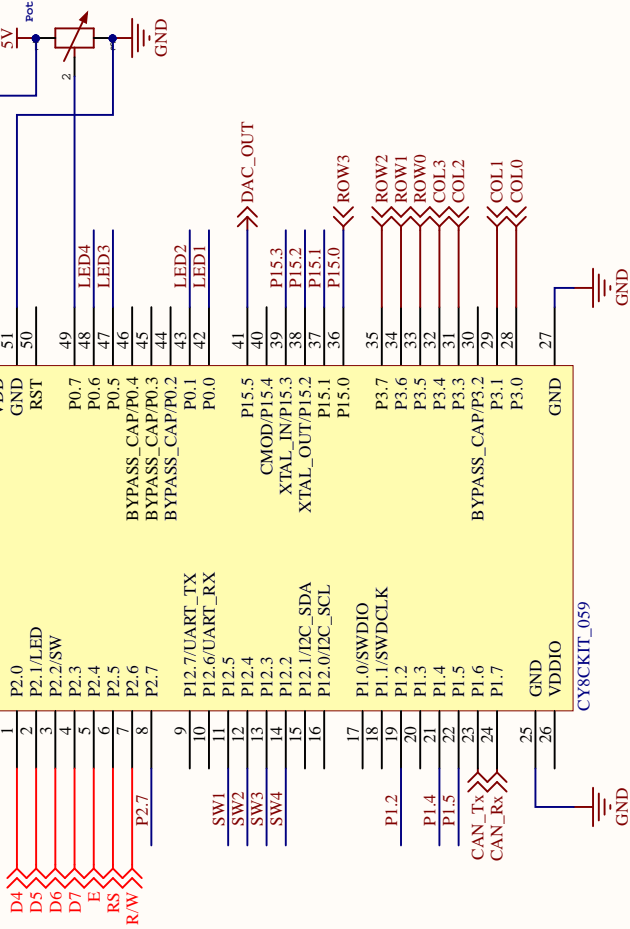 Pot
5V
GND
2
DAC_OUT
ROW3
ROW2
ROW1
ROW0
COL3
COL2
COL1
COL0
LED4
LED3
LED2
LED1
P15.3
P15.2
P15.1
P15.0
GND
51
50
49
48
47
46
45
44
43
42
41
40
39
38
37
36
35
34
33
32
31
30
29
28
27
VDD
GND
RST
P0.7
P0.6
P0.5
BYPASS_CAP/P0.4
BYPASS_CAP/P0.3
BYPASS_CAP/P0.2
P0.1
P0.0
P15.5
CMOD/P15.4
XTAL_IN/P15.3
XTAL_OUT/P15.2
P15.1
P15.0
P3.7
P3.6
P3.5
P3.4
P3.3
BYPASS_CAP/P3.2
P3.1
P3.0
GND
P2.0
P2.1/LED
P2.2/SW
P2.3
P2.4
P2.5
P2.6
P2.7
P12.7/UART_TX
P12.6/UART_RX
P12.5
P12.4
P12.3
P12.2
P12.1/I2C_SDA
P12.0/I2C_SCL
P1.0/SWDIO
P1.1/SWDCLK
P1.2
P1.3
P1.4
P1.5
P1.6
P1.7
GND
VDDIO
CY8CKIT_059
1
2
3
4
5
6
7
8
9
10
11
12
13
14
15
16
17
18
19
20
21
22
23
24
25
26
P2.7
SW1
SW2
SW3
SW4
P1.2
P1.4
P1.5
CAN_Tx
CAN_Rx
GND
D4
D5
D6
D7
E
RS
R/W